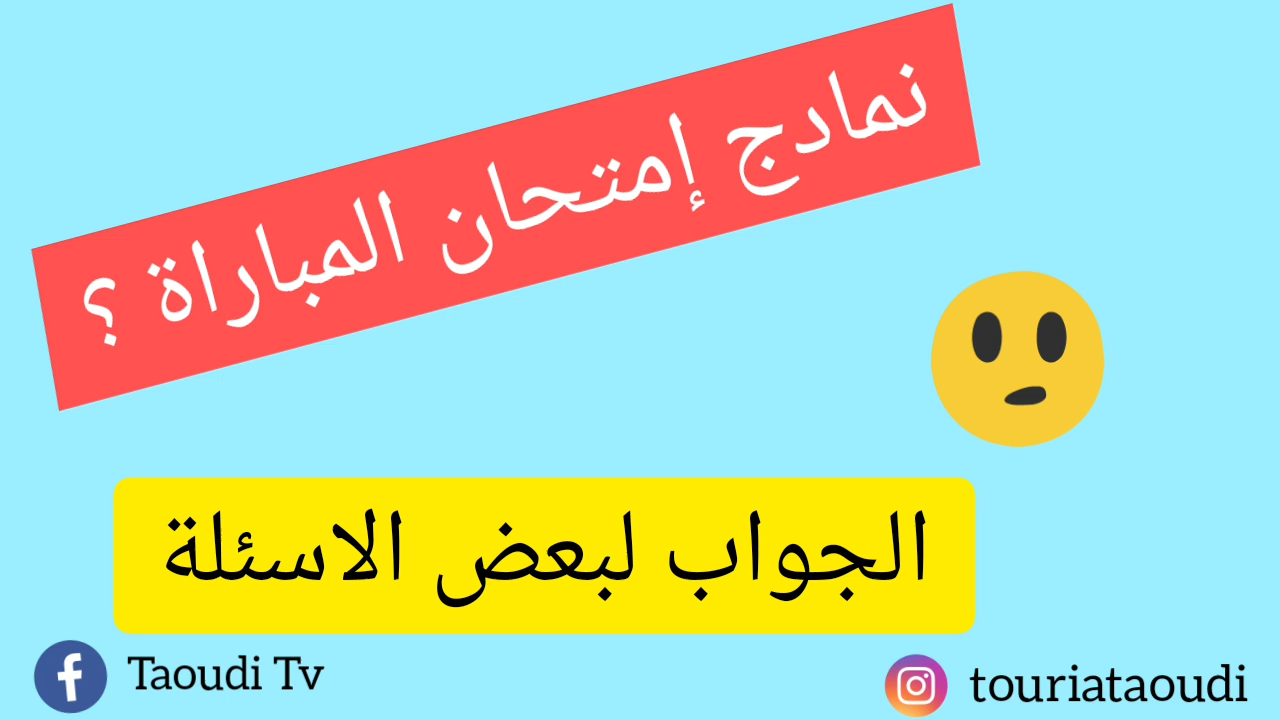 نمادج إمتحان المباراة ؟
الجواب لبعض الاسئلة
Taoudi Tv
touriataoudi